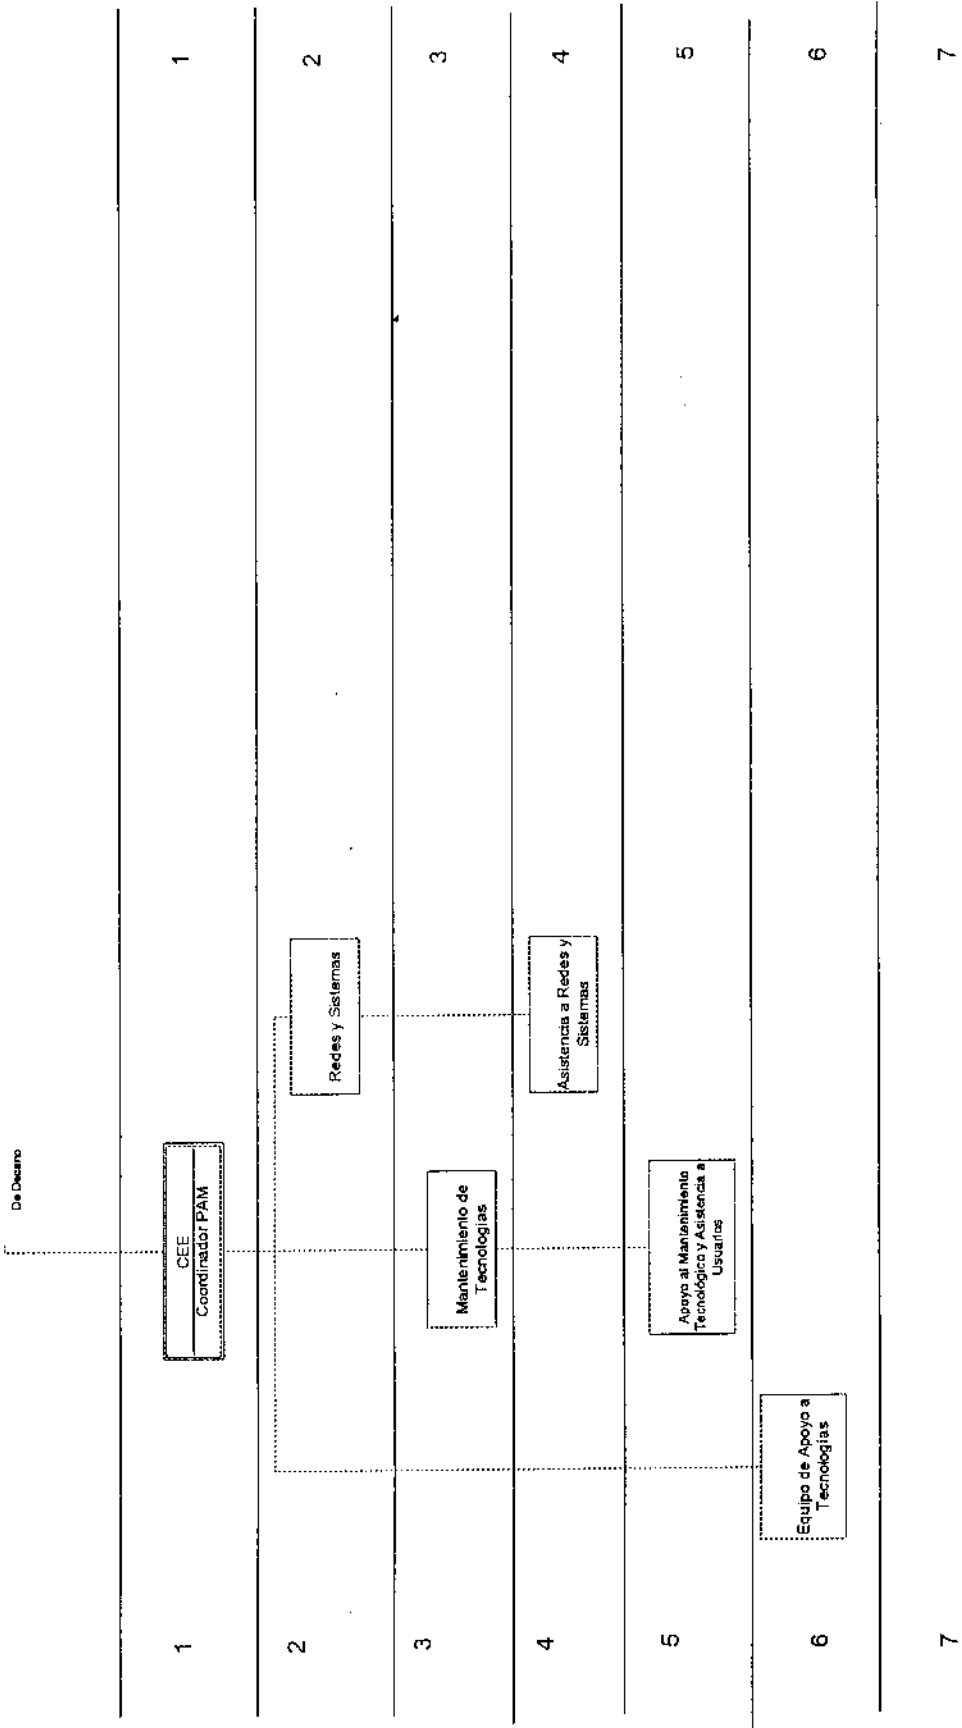 De Decano
1
1
CEE
Coordinador PAM
2
2
Redes y Sistemas
3
3
Mantenimiento de
Tecnologías
4
4
Asistencia a Redes y
Sistemas
5
5
Apoyo al Mantenimiento
Tecnológico y Asistencia a
Usuarios
6
6
Equipo de Apoyo a
Tecnologías
7
7